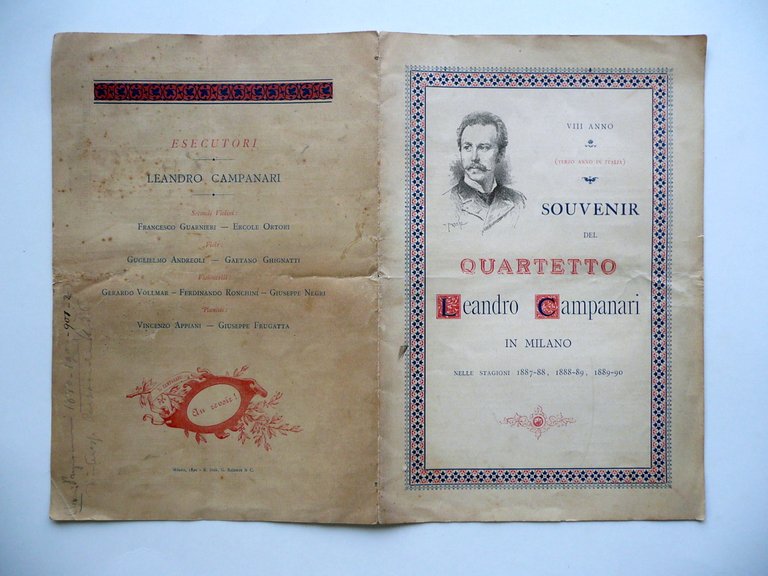 ESECUTORI
LEANDRO CAMPANARI
Secondi Violini:
FRANCESCO GUARNIERI — ERCOLE ORTORI
Viole:
GUGLIELMO ANDREOLI — GAETANO GHIGNATTI
Violoncelli:
GERARDO VOLLMAR — FERDINANDO RONCHINI — GIUSEPPE NEGRI
Pianisti:
VINCENZO APPIANI — GIUSEPPE FRUGATTA
Au revoir!
VIII ANNO
(TERZO ANNO IN ITALIA)
SOUVENIR
DEL
QUARTETTO
Leandro Campanari
IN MILANO
NELLE STAGIONI 1887-88, 1888-89, 1889-90